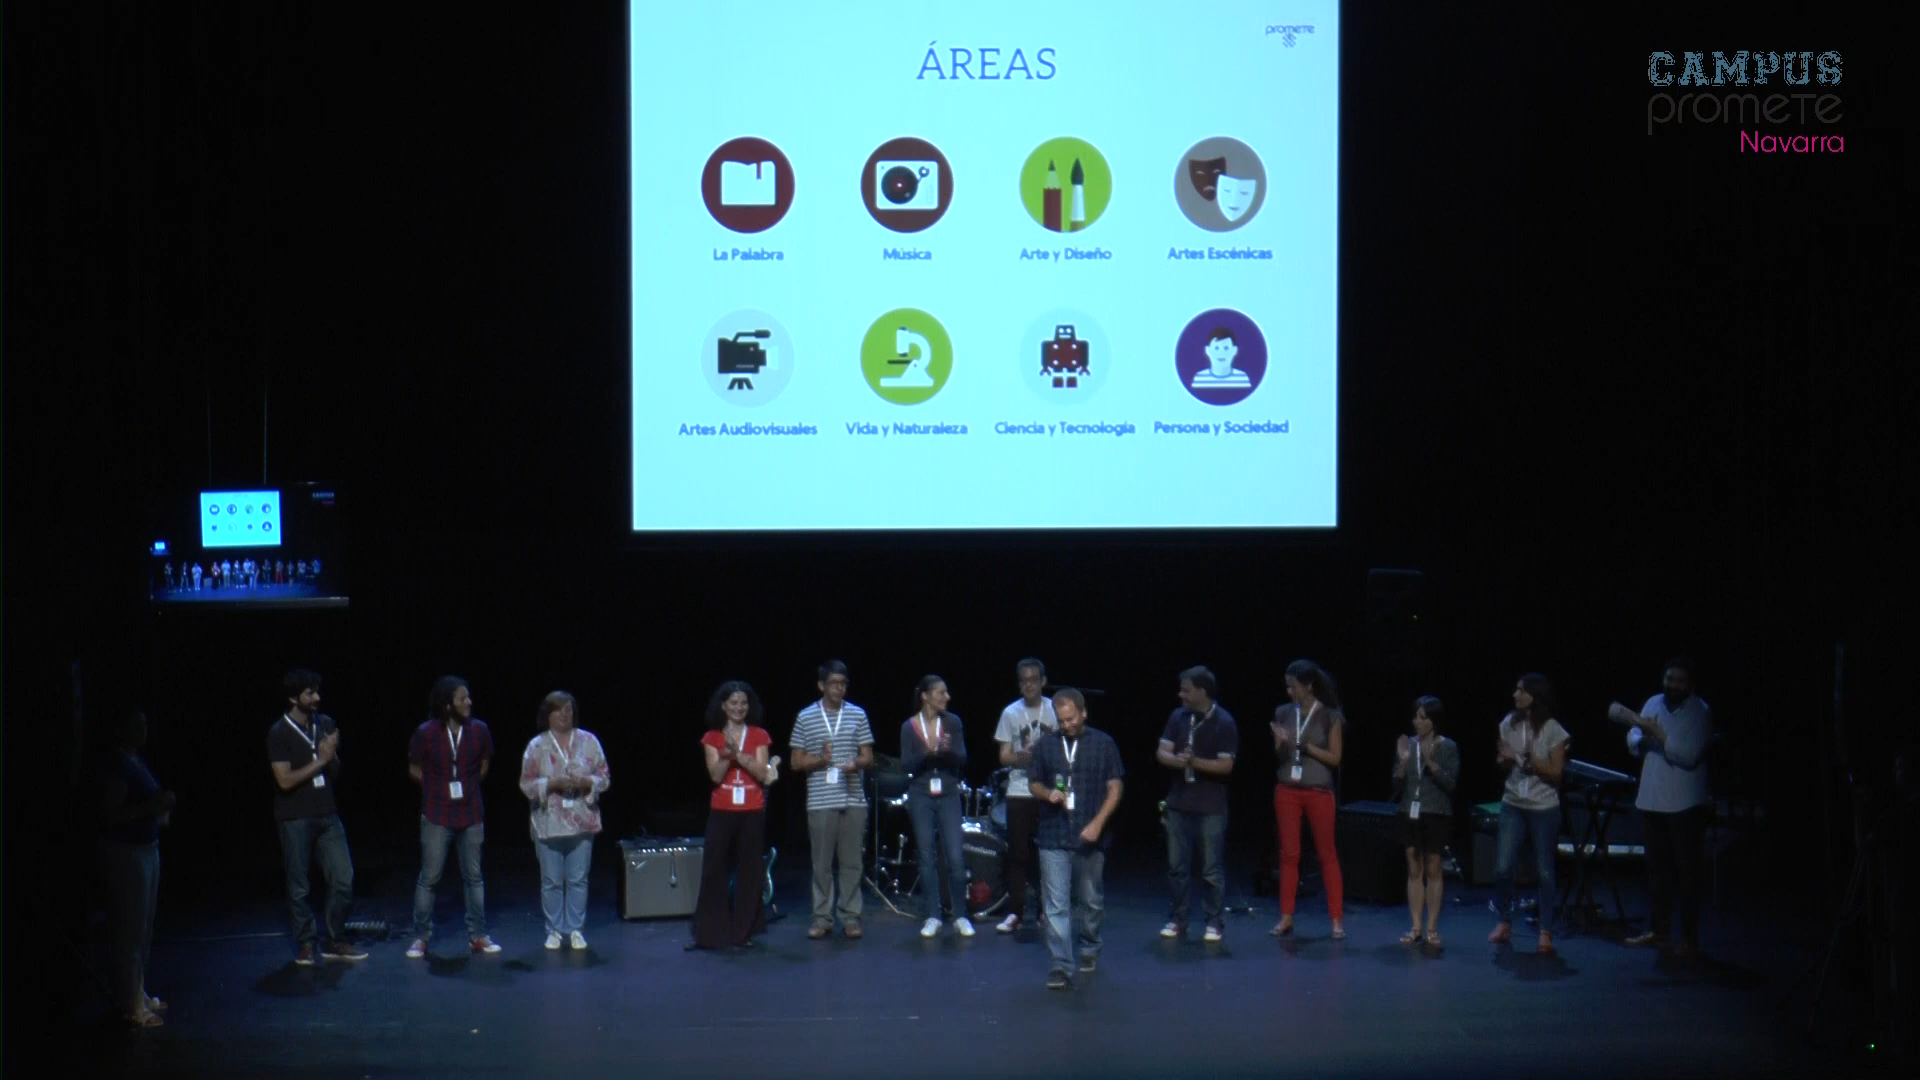 ÁREAS
promete
La Palabra
Música
Arte y Diseño
Artes Escénicas
Artes Audiovisuales
Vida y Naturaleza
Ciencia y Tecnología
Persona y Sociedad
CAMPUS
promete
Navarra